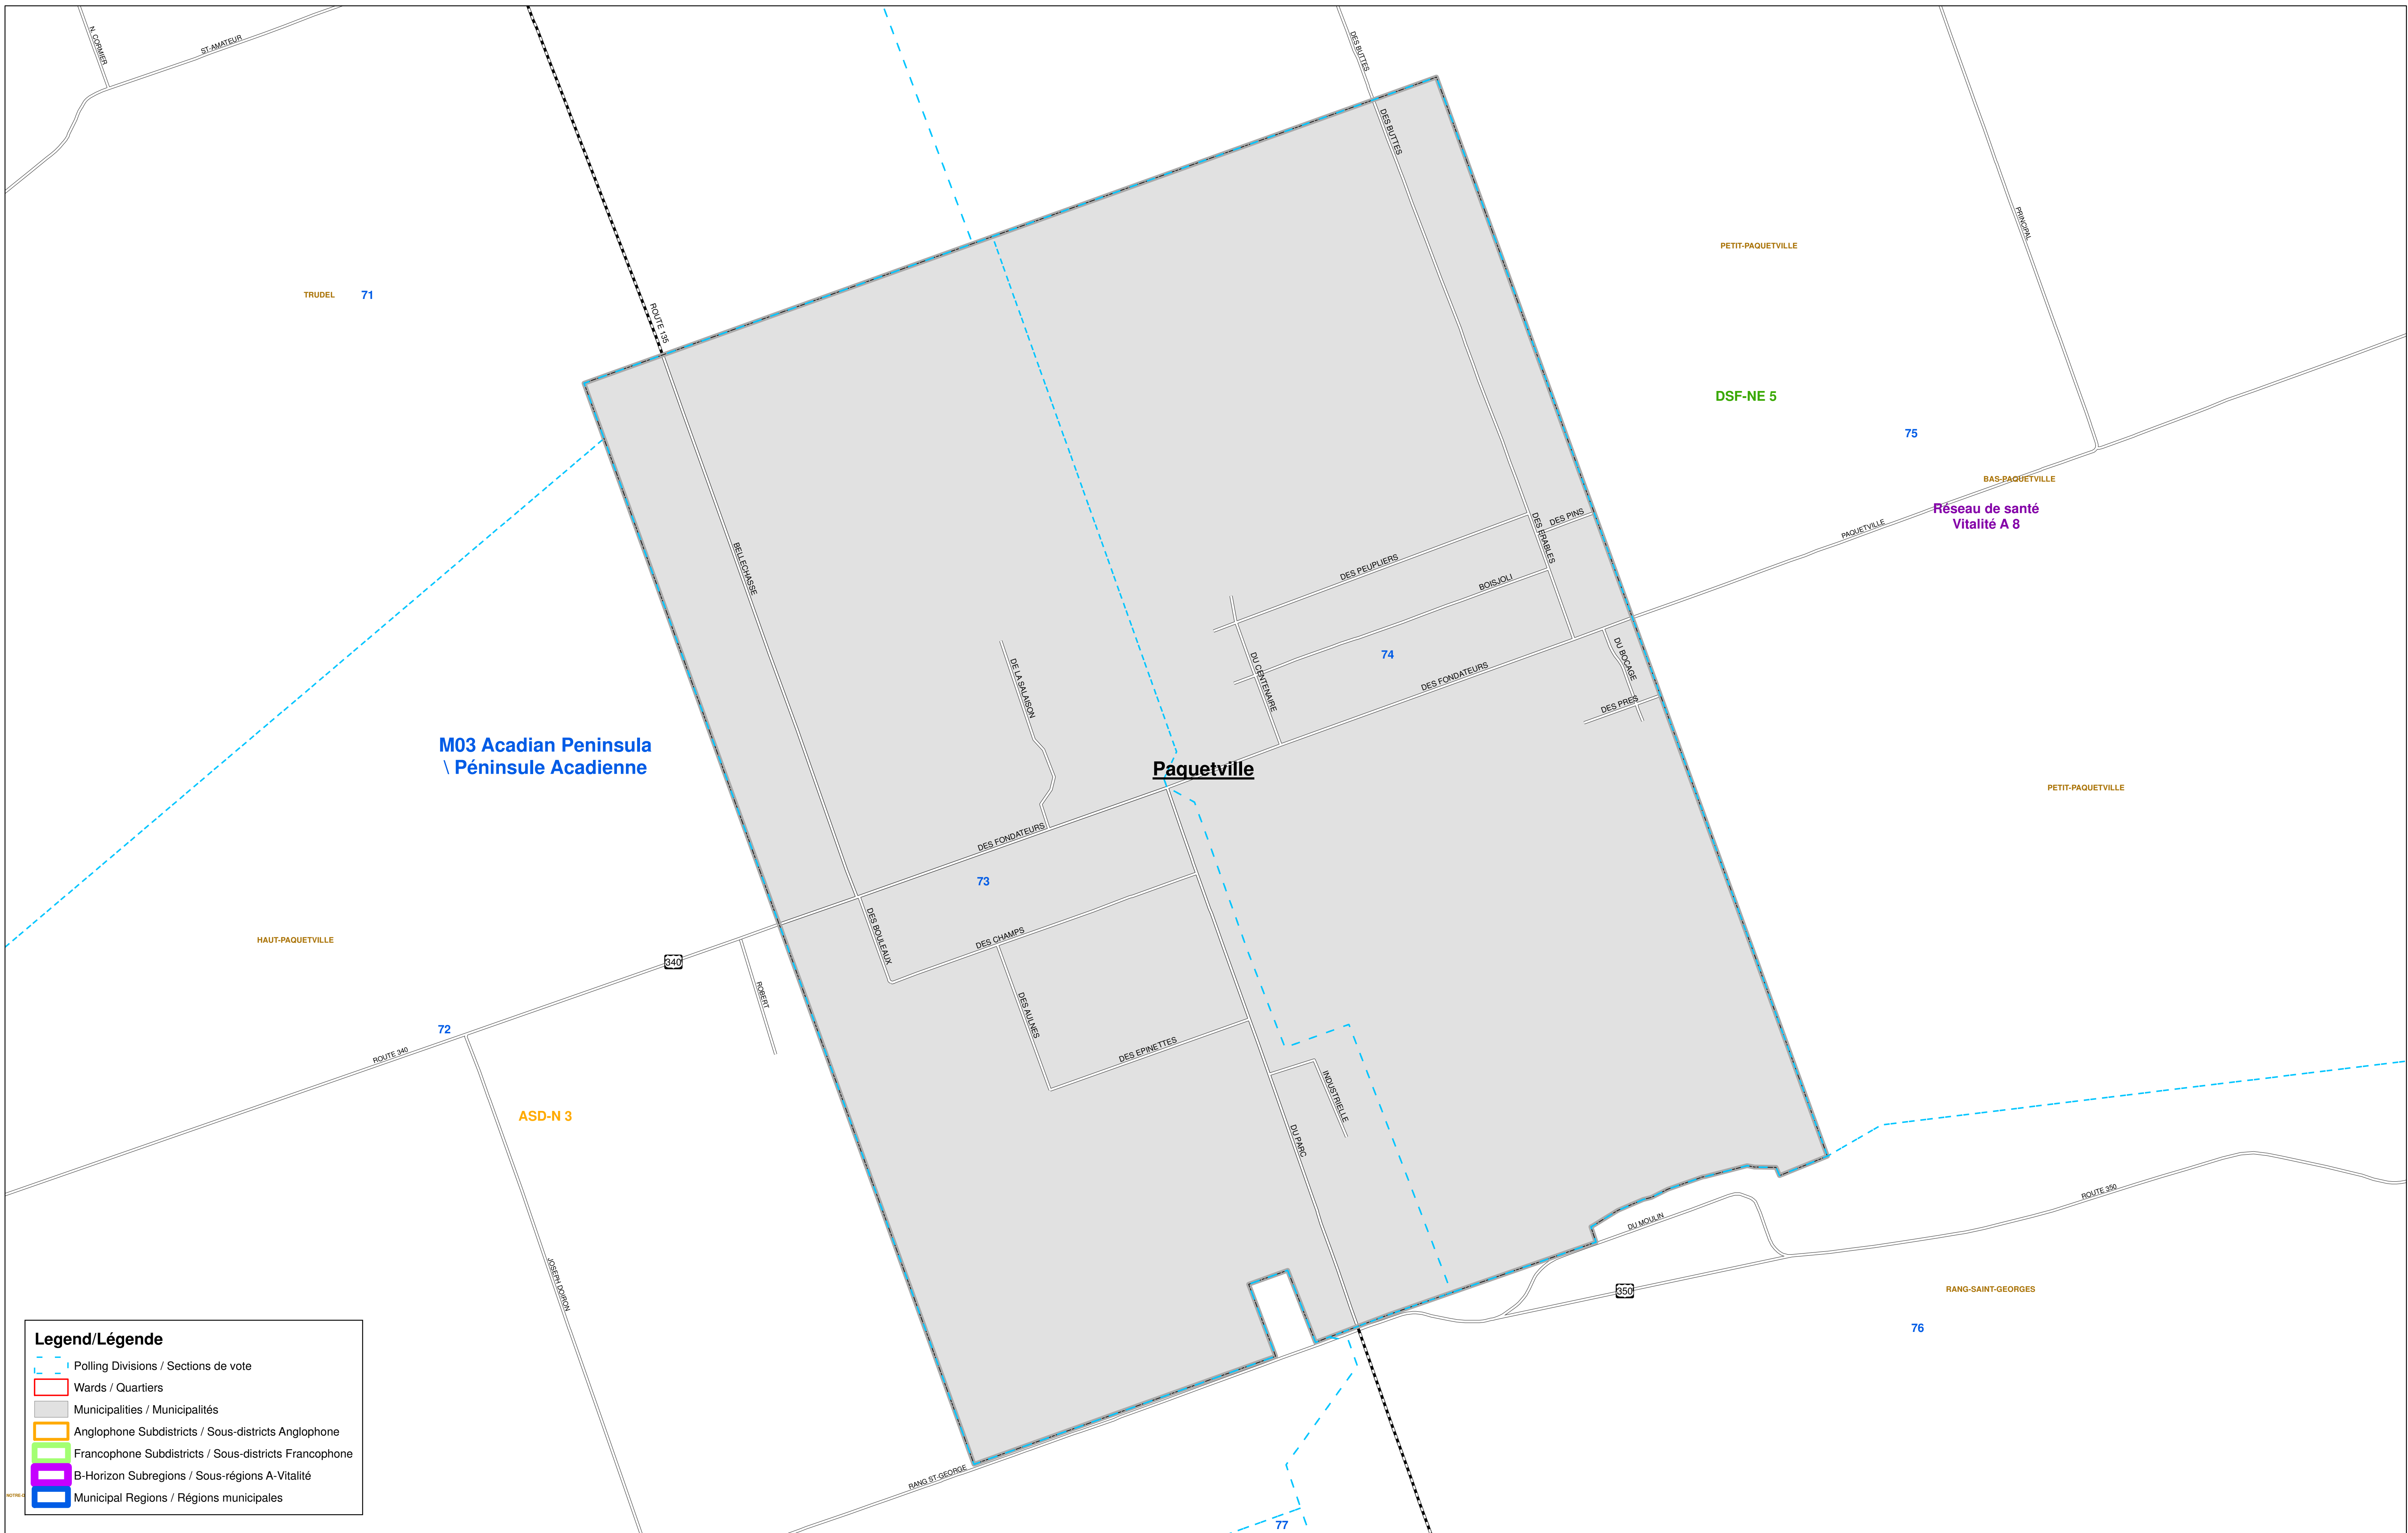 N. CORMIER
ST-AMATEUR
DES BUTTES
DES BUTTES
PRINCIPAL
PETIT-PAQUETVILLE
TRUDEL
71
ROUTE 135
DSF-NE 5
75
BAS-PAQUETVILLE
Réseau de santé
Vitalité A 8
PAQUETVILLE
DES PINS
DES ERABLES
BELLECHASSE
DES PEUPLIERS
BOISJOLI
DE LA SALAISON
DU CENTENAIRE
74
DES FONDATEURS
DU BOCAGE
DES PRES
M03 Acadian Peninsula
\ Péninsule Acadienne
Paquetville
PETIT-PAQUETVILLE
DES FONDATEURS
73
HAUT-PAQUETVILLE
DES BOULEAUX
DES CHAMPS
340
ROBERT
DES AULNES
72
ROUTE 340
DES EPINETTES
INDUSTRIELLE
ASD-N 3
DU PARC
ROUTE 350
DU MOULIN
JOSEPH DOIRON
350
RANG-SAINT-GEORGES
76
RANG ST-GEORGE
77
Legend/Légende
Polling Divisions / Sections de vote
Wards / Quartiers
Municipalities / Municipalités
Anglophone Subdistricts / Sous-districts Anglophone
Francophone Subdistricts / Sous-districts Francophone
B-Horizon Subregions / Sous-régions A-Vitalité
Municipal Regions / Régions municipales